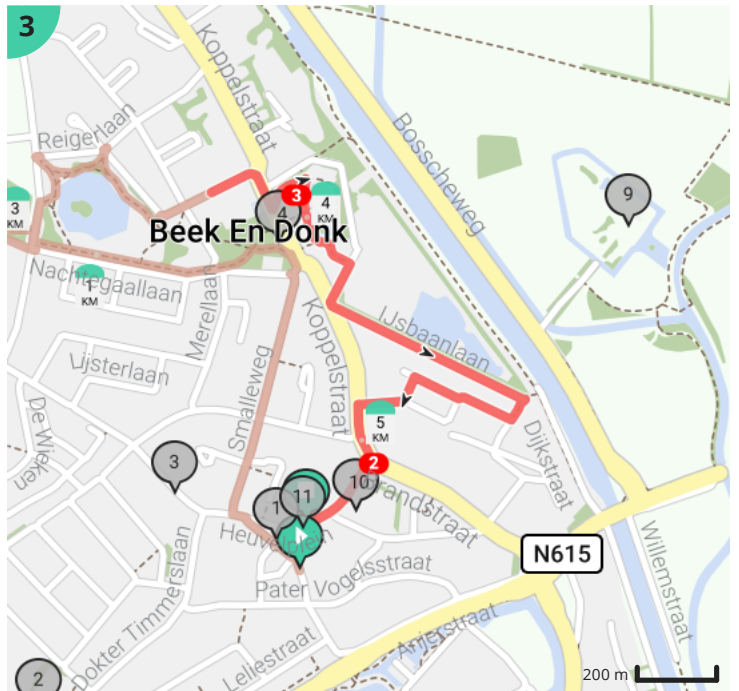 3
Koppelstraat
Reigerlaan
Bosscheweg
9
3
KM
3
4
KM
4
Beek En Donk
Nachtegaallaan
1
KM
Merellaan
Koppelstraat
IJsbaanlaan
Lijsterlaan
Smalleweg
De Wieken
5
KM
Dijkstraat
3
2
10
11
1
Heuvelplein
N615
Pater Vogelsstraat
Willemstraat
Dokter Timmerslaan
Anjerstraat
Leliestraat
2
200 m